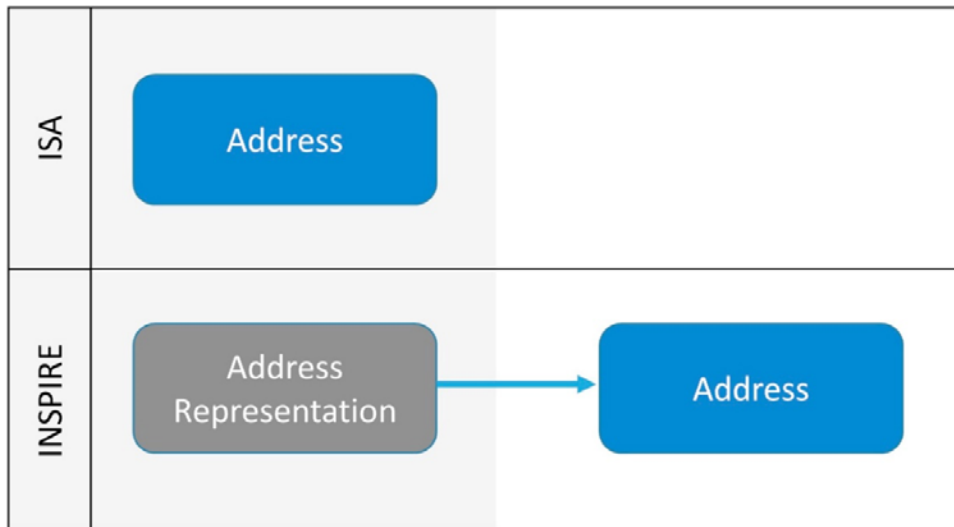 ISA
Address
INSPIRE
Address
Representation
Address